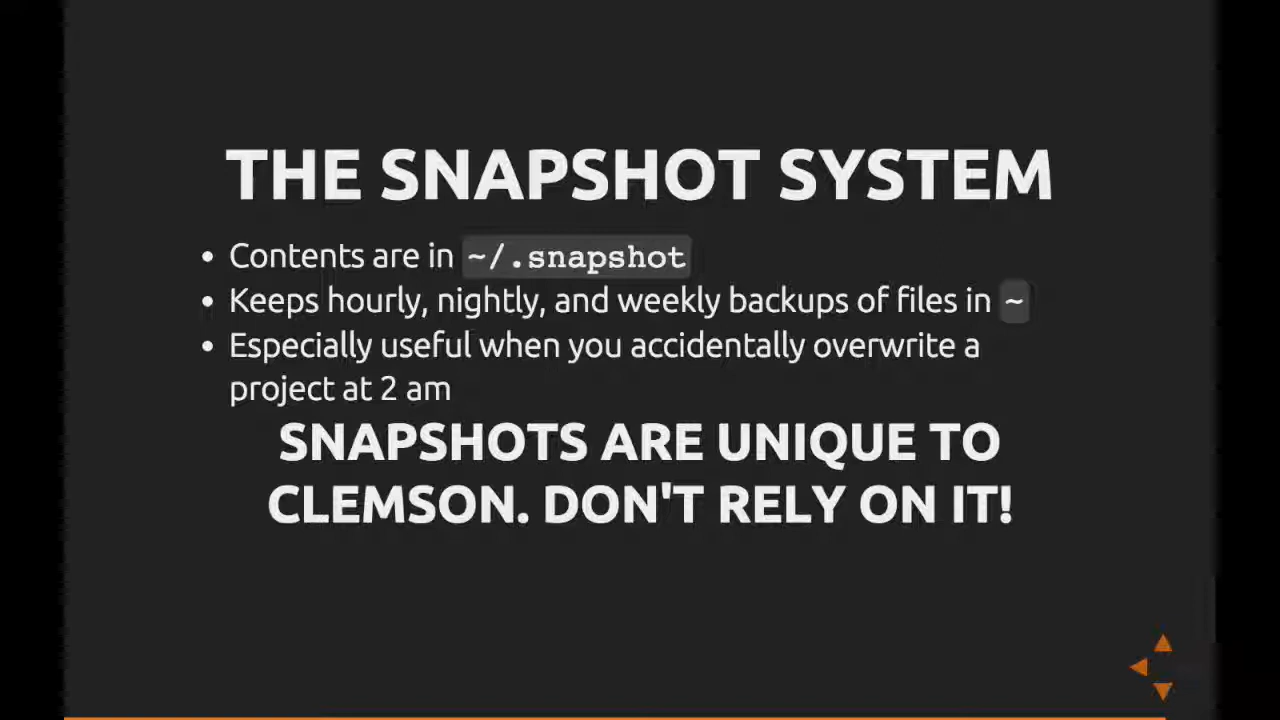 THE SNAPSHOT SYSTEM
• Contents are in ~/.snapshot
• Keeps hourly, nightly, and weekly backups of files in ~
• Especially useful when you accidentally overwrite a
project at 2 am
SNAPSHOTS ARE UNIQUE TO
CLEMSON. DON'T RELY ON IT!